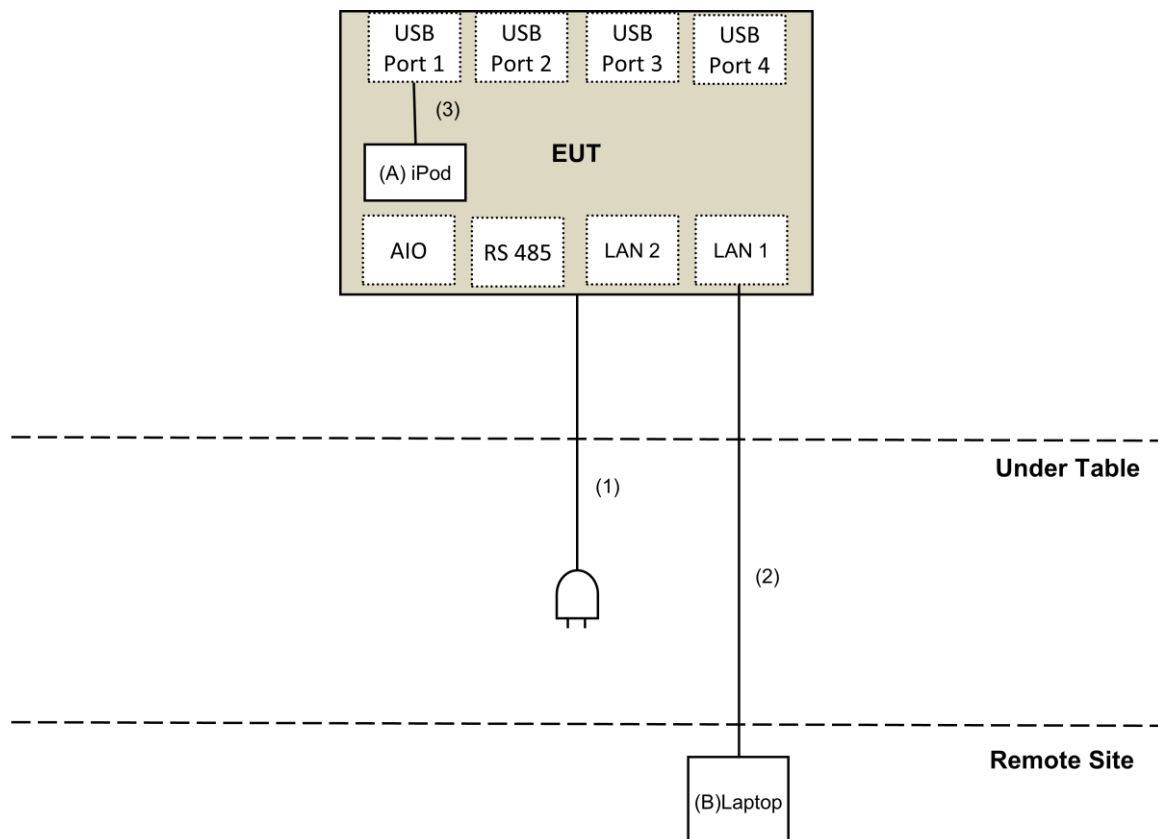 USB
Port 1
USB
Port 2
USB
Port 3
USB
Port 4
(3)
EUT
(A) iPod
AIO
RS 485
LAN 2
LAN 1
Under Table
(1)
(2)
Remote Site
(B)Laptop